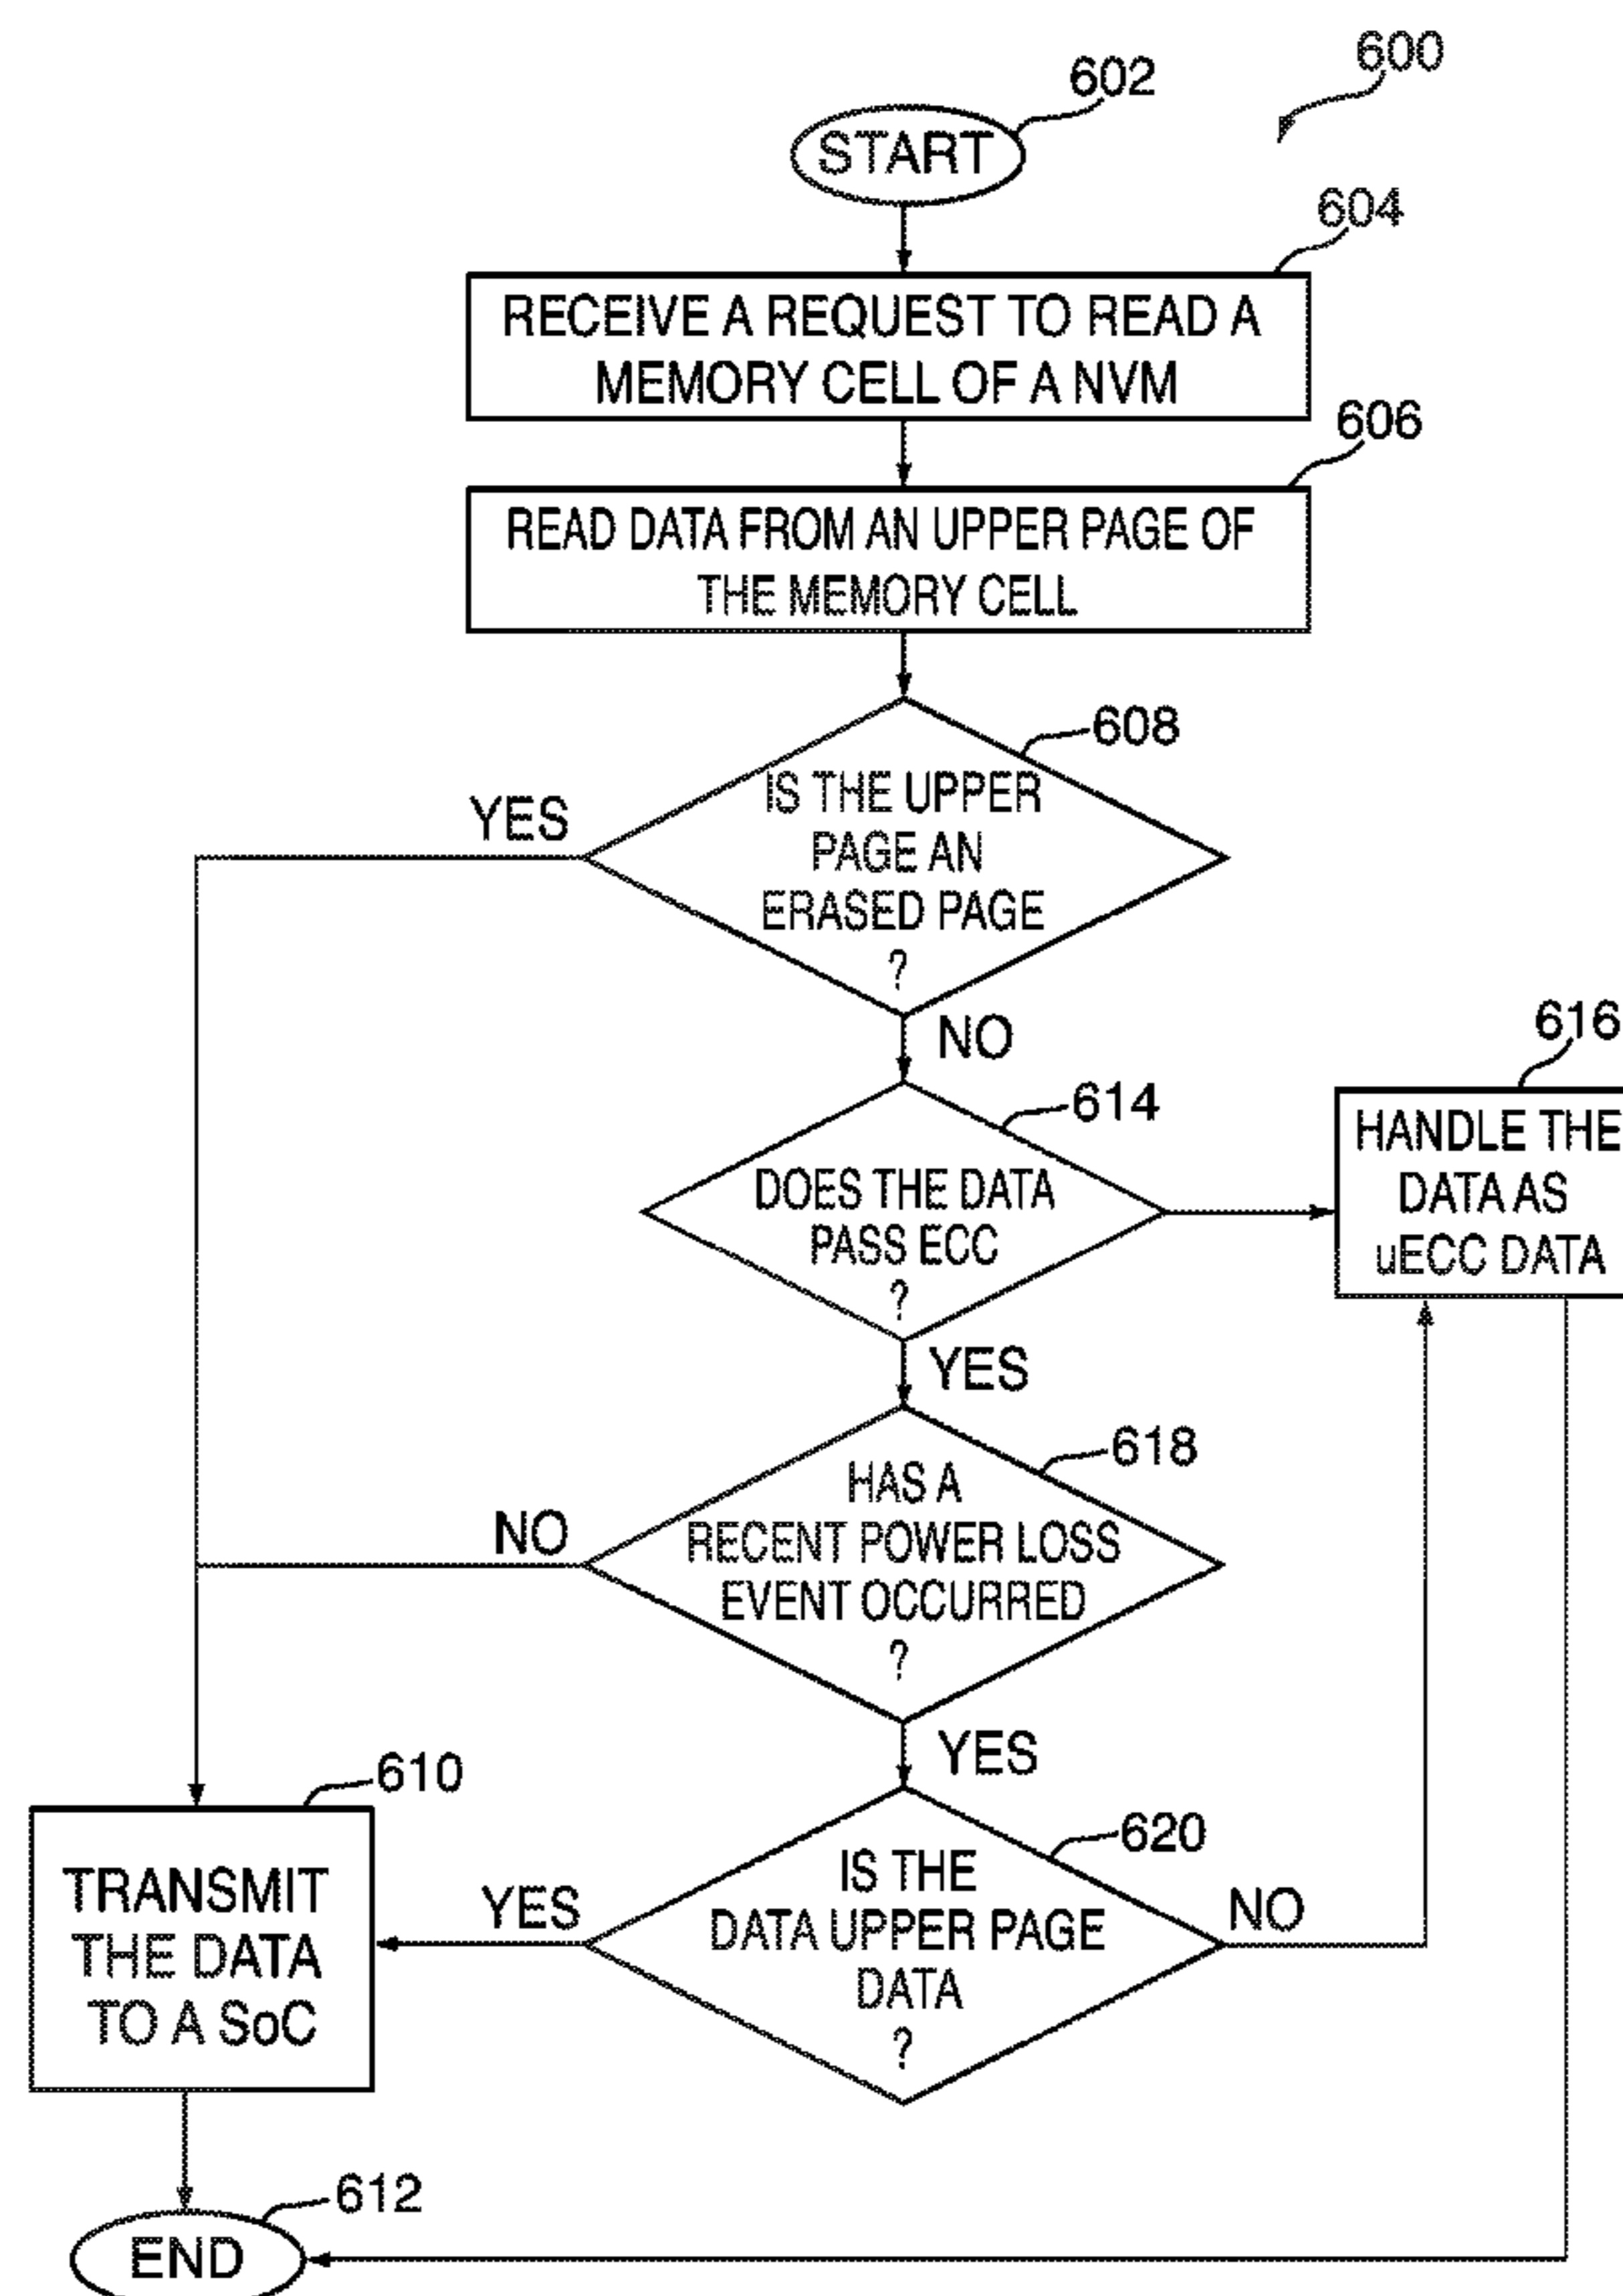 600
602
START
604
RECEIVE A REQUEST TO READ A
MEMORY CELL OF A NVM
606
READ DATA FROM AN UPPER PAGE OF
THE MEMORY CELL
608
IS THE UPPER
PAGE AN
ERASED PAGE
?
YES
NO
614
DOES THE DATA
PASS ECC
?
616
HANDLE THE
DATA AS
uECC DATA
YES
618
HAS A
RECENT POWER LOSS
EVENT OCCURRED
?
NO
YES
620
IS THE
DATA UPPER PAGE
DATA
?
YES
NO
610
TRANSMIT
THE DATA
TO A SoC
612
END